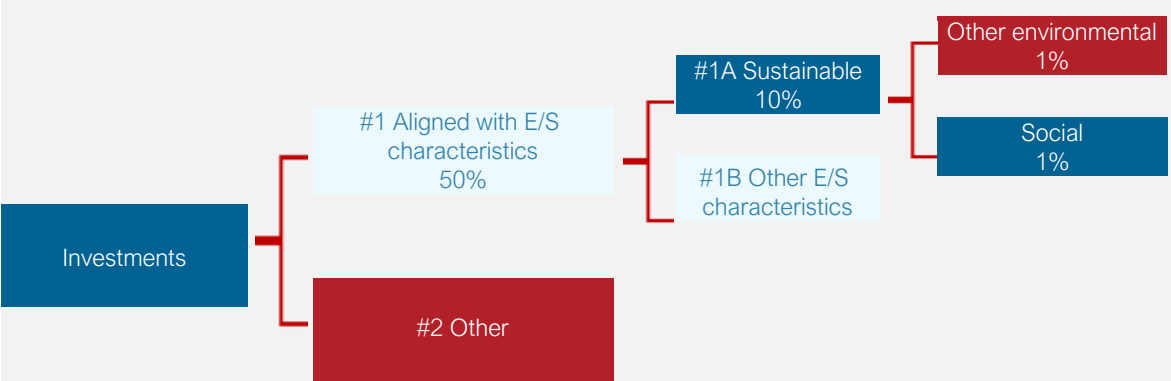 Other environmental
1%
#1A Sustainable
10%
#1 Aligned with E/S
characteristics
50%
Social
1%
#1B Other E/S
characteristics
Investments
#2 Other